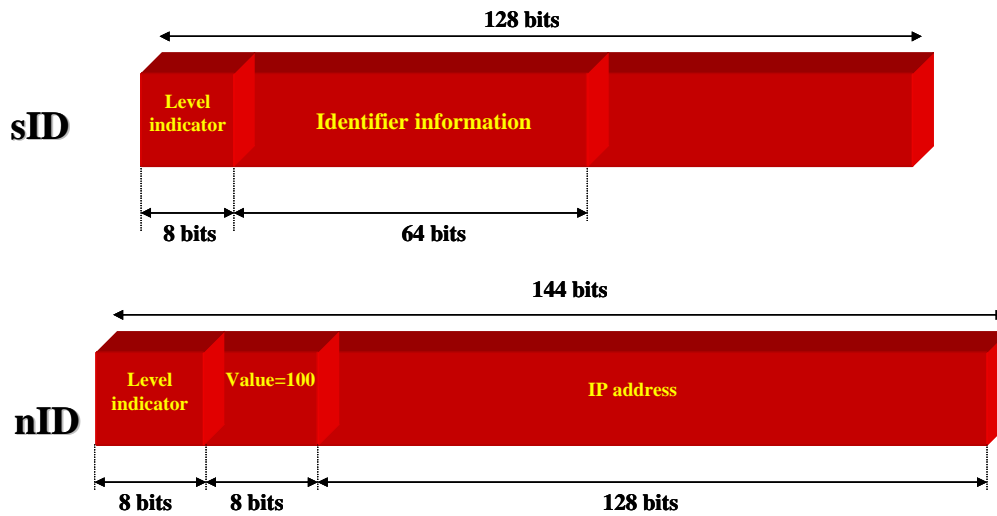 128 bits
sID
Level
indicator
Identifier information
8 bits
64 bits
144 bits
nID
Level
indicator
Value=100
IP address
8 bits
8 bits
128 bits